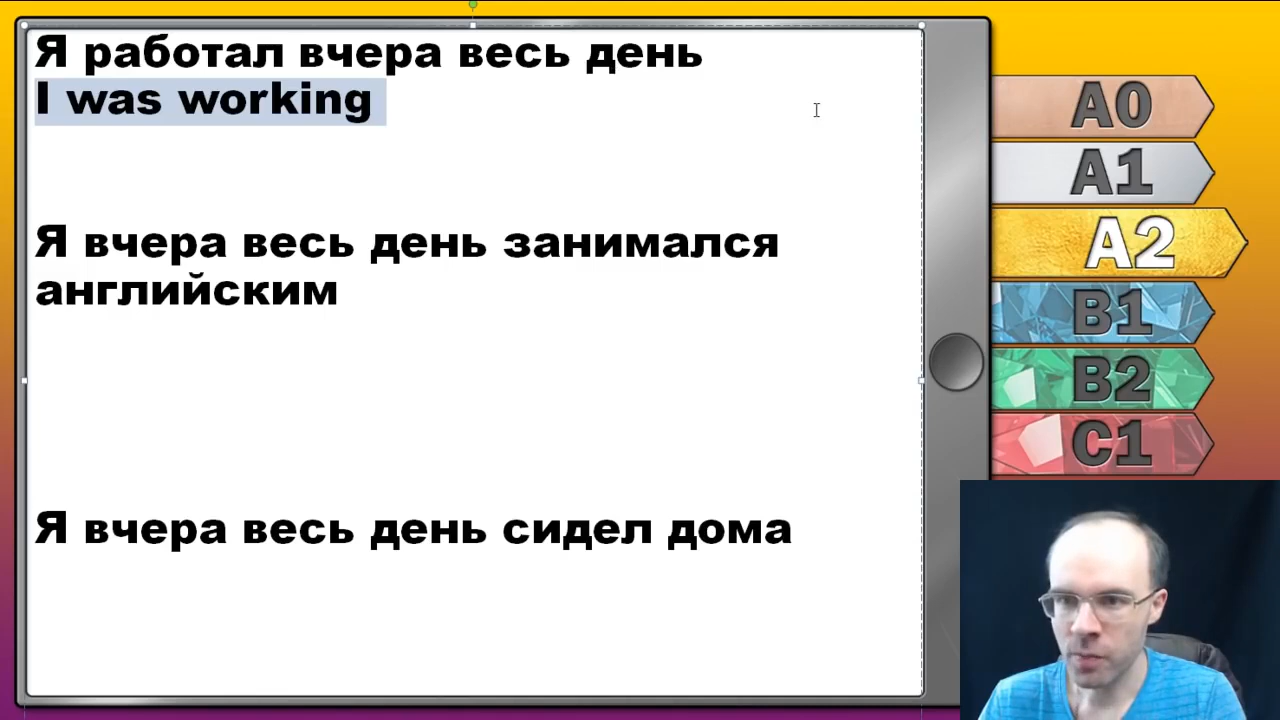 Я работал вчера весь день
I was working
Я вчера весь день занимался
английским
Я вчера весь день сидел дома
A0
A1
A2
B1
B2
C1